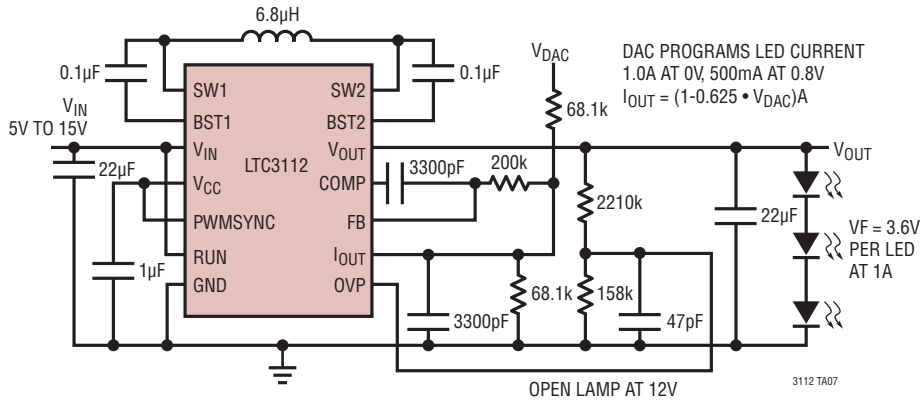 6.8µH
0.1µF
0.1µF
SW1
SW2
BST1
BST2
V_IN
5V TO 15V
V_IN
V_OUT
LTC3112
V_CC
COMP
PWMSYNC
FB
RUN
I_OUT
GND
OVP
22µF
1µF
3300pF
200k
V_DAC
68.1k
DAC PROGRAMS LED CURRENT
1.0A AT 0V, 500mA AT 0.8V
I_OUT = (1-0.625 • V_DAC)A
V_OUT
2210k
22µF
VF = 3.6V
PER LED
AT 1A
3300pF
68.1k
158k
47pF
OPEN LAMP AT 12V
3112 TA07